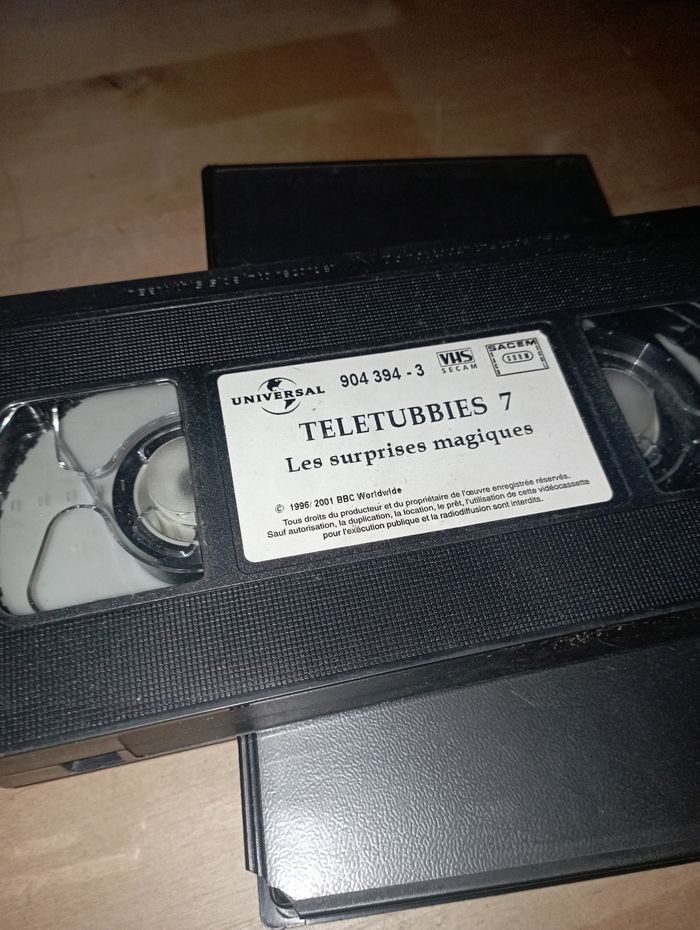 UNIVERSAL
904 394 - 3
VHS
SECAM
SACEM
TELETUBBIES 7
Les surprises magiques
© 1996/ 2001 BBC Worldwide
Tous droits du producteur et du propriétaire de l'œuvre enregistrée réservés.
Sauf autorisation, la duplication, la location, le prêt, l'utilisation de cette vidéocassette
pour l'exécution publique et la radiodiffusion sont interdits.